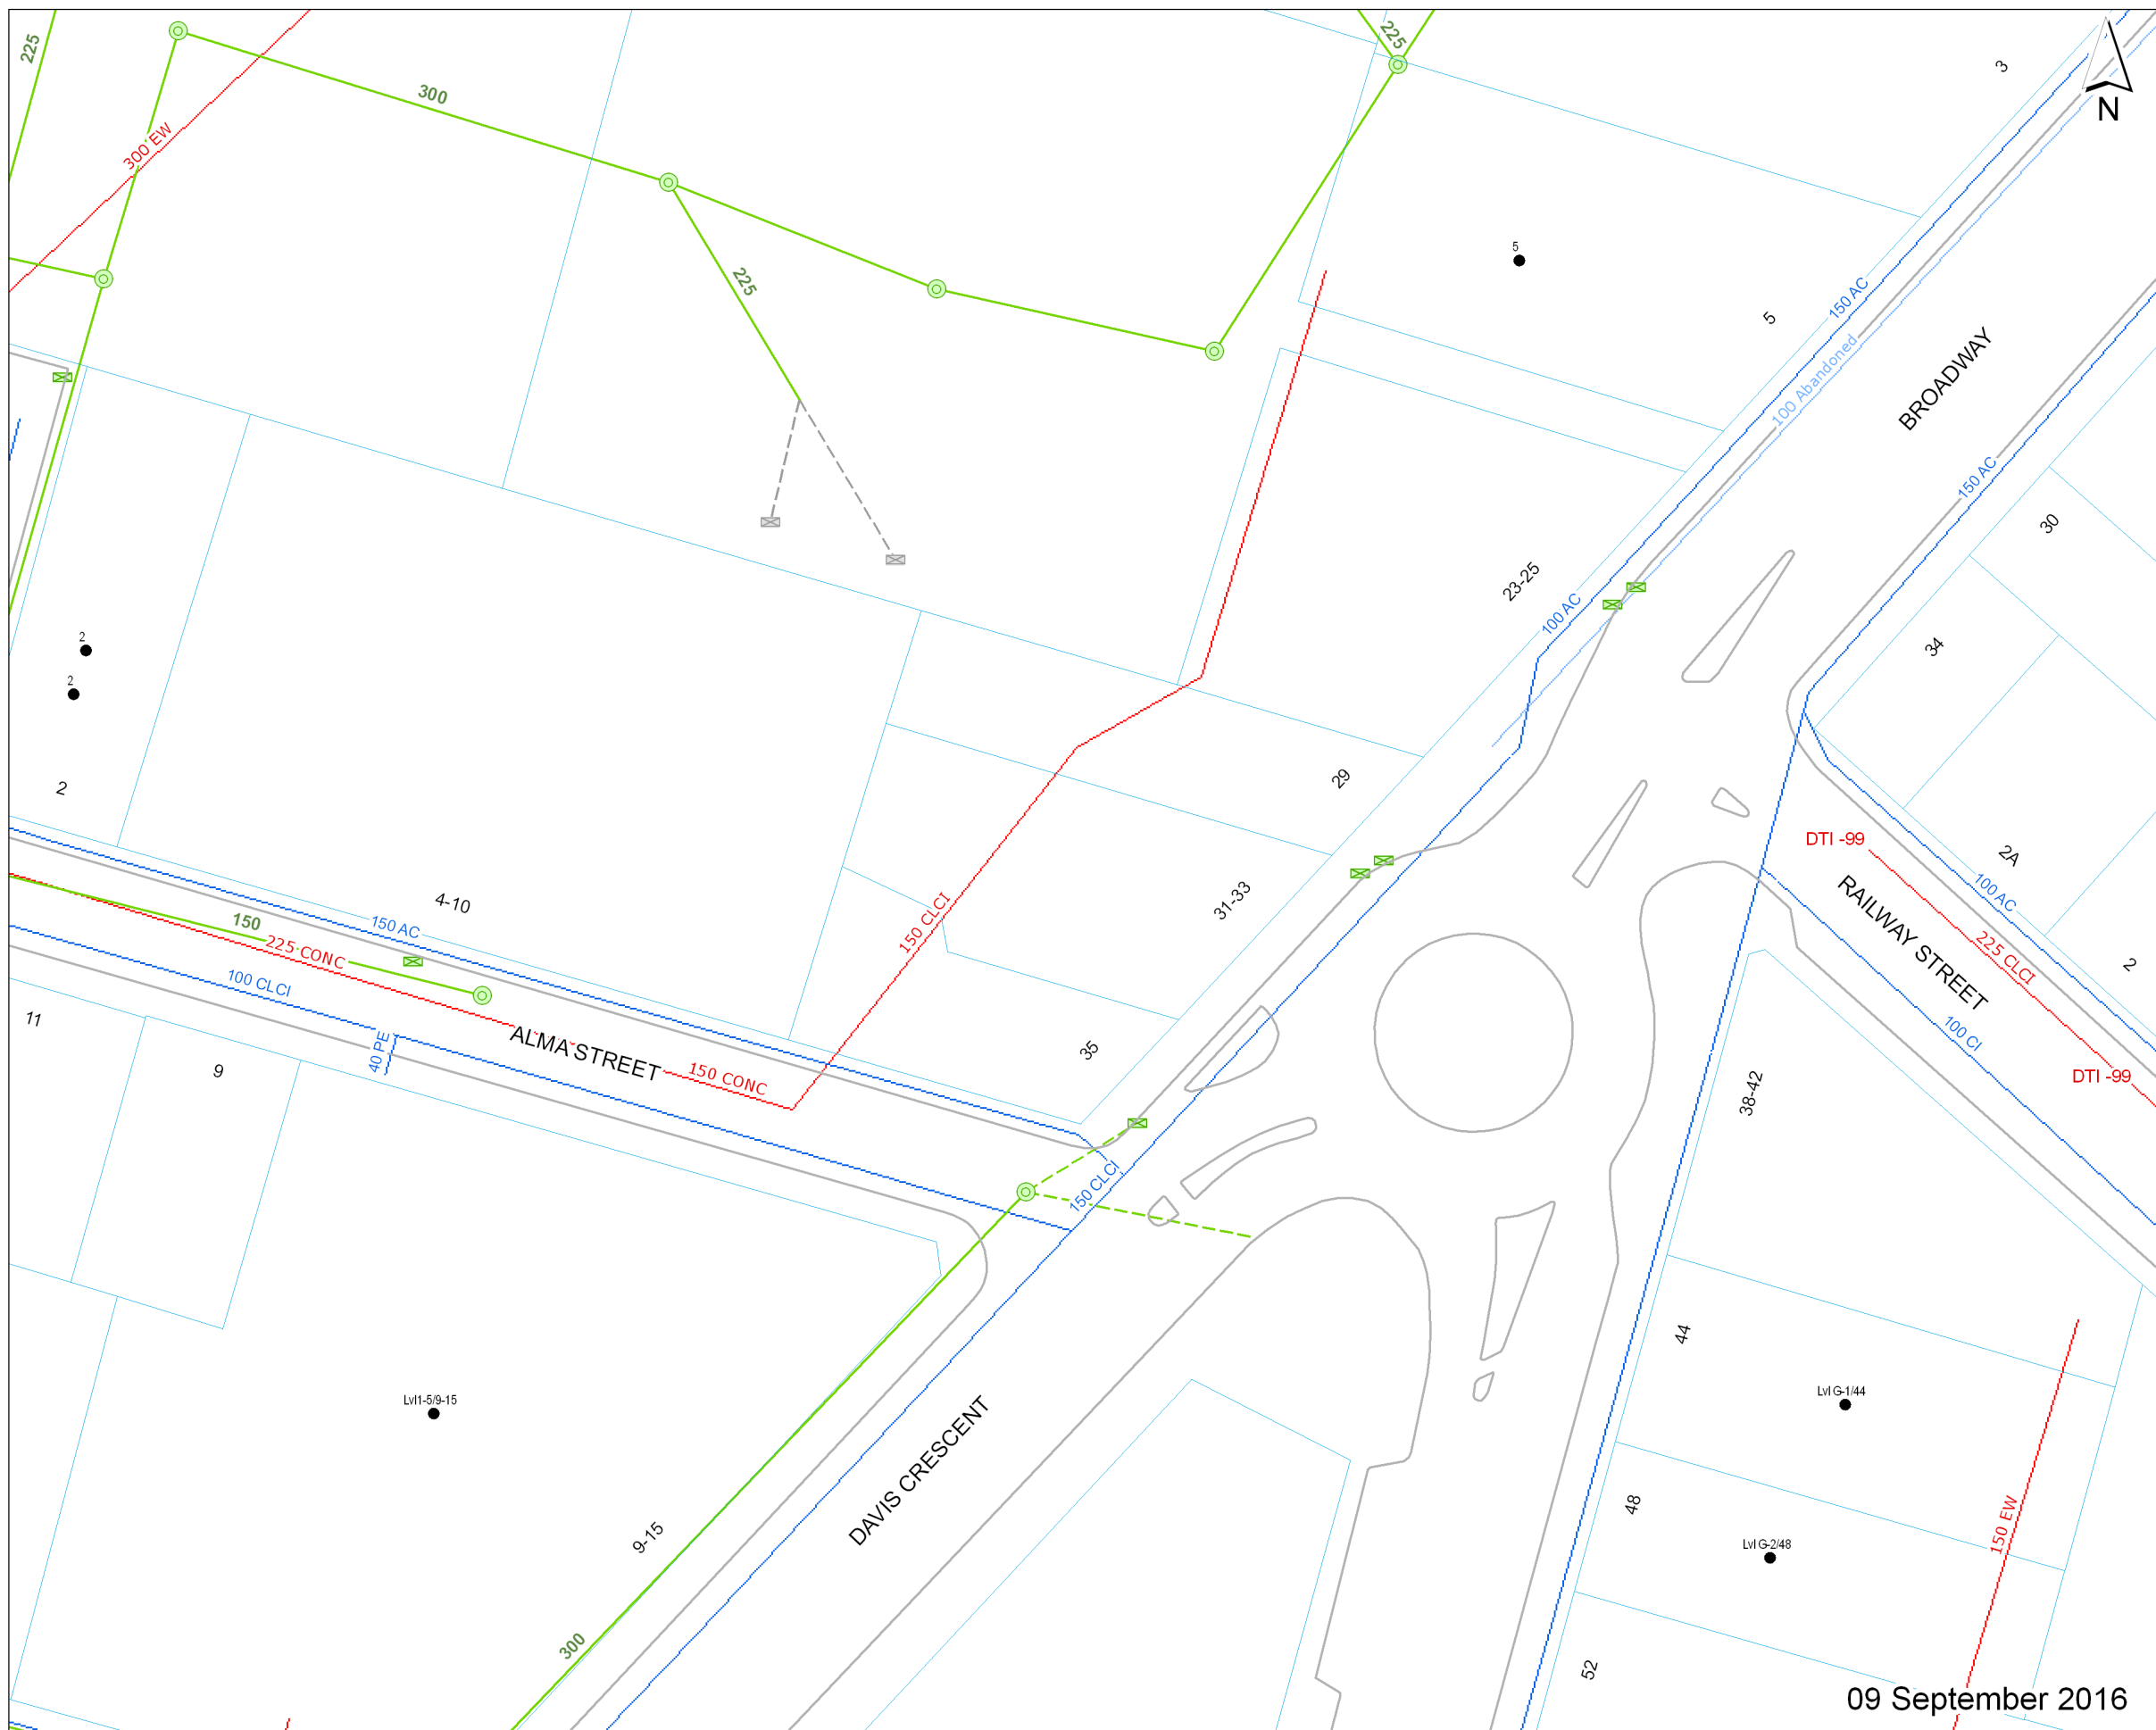 225
300
225
3
N
300 EW
225
5
5
150 AC
100 Abandoned
BROADWAY
150 AC
30
23-25
100 AC
34
2
2
2
29
DTI -99
2A
4-10
150 AC
31-33
150 CLCI
100 AC
RAILWAY STREET
150
225 CONC
225 CLCI
2
100 CLCI
11
9
40 PE
ALMA STREET
150 CONC
35
100 CI
DTI -99
38-42
150 CLCI
44
Lvl1-5/9-15
Lvl G-1/44
DAVIS CRESCENT
48
150 EW
9-15
Lvl G-2/48
300
52
09 September 2016